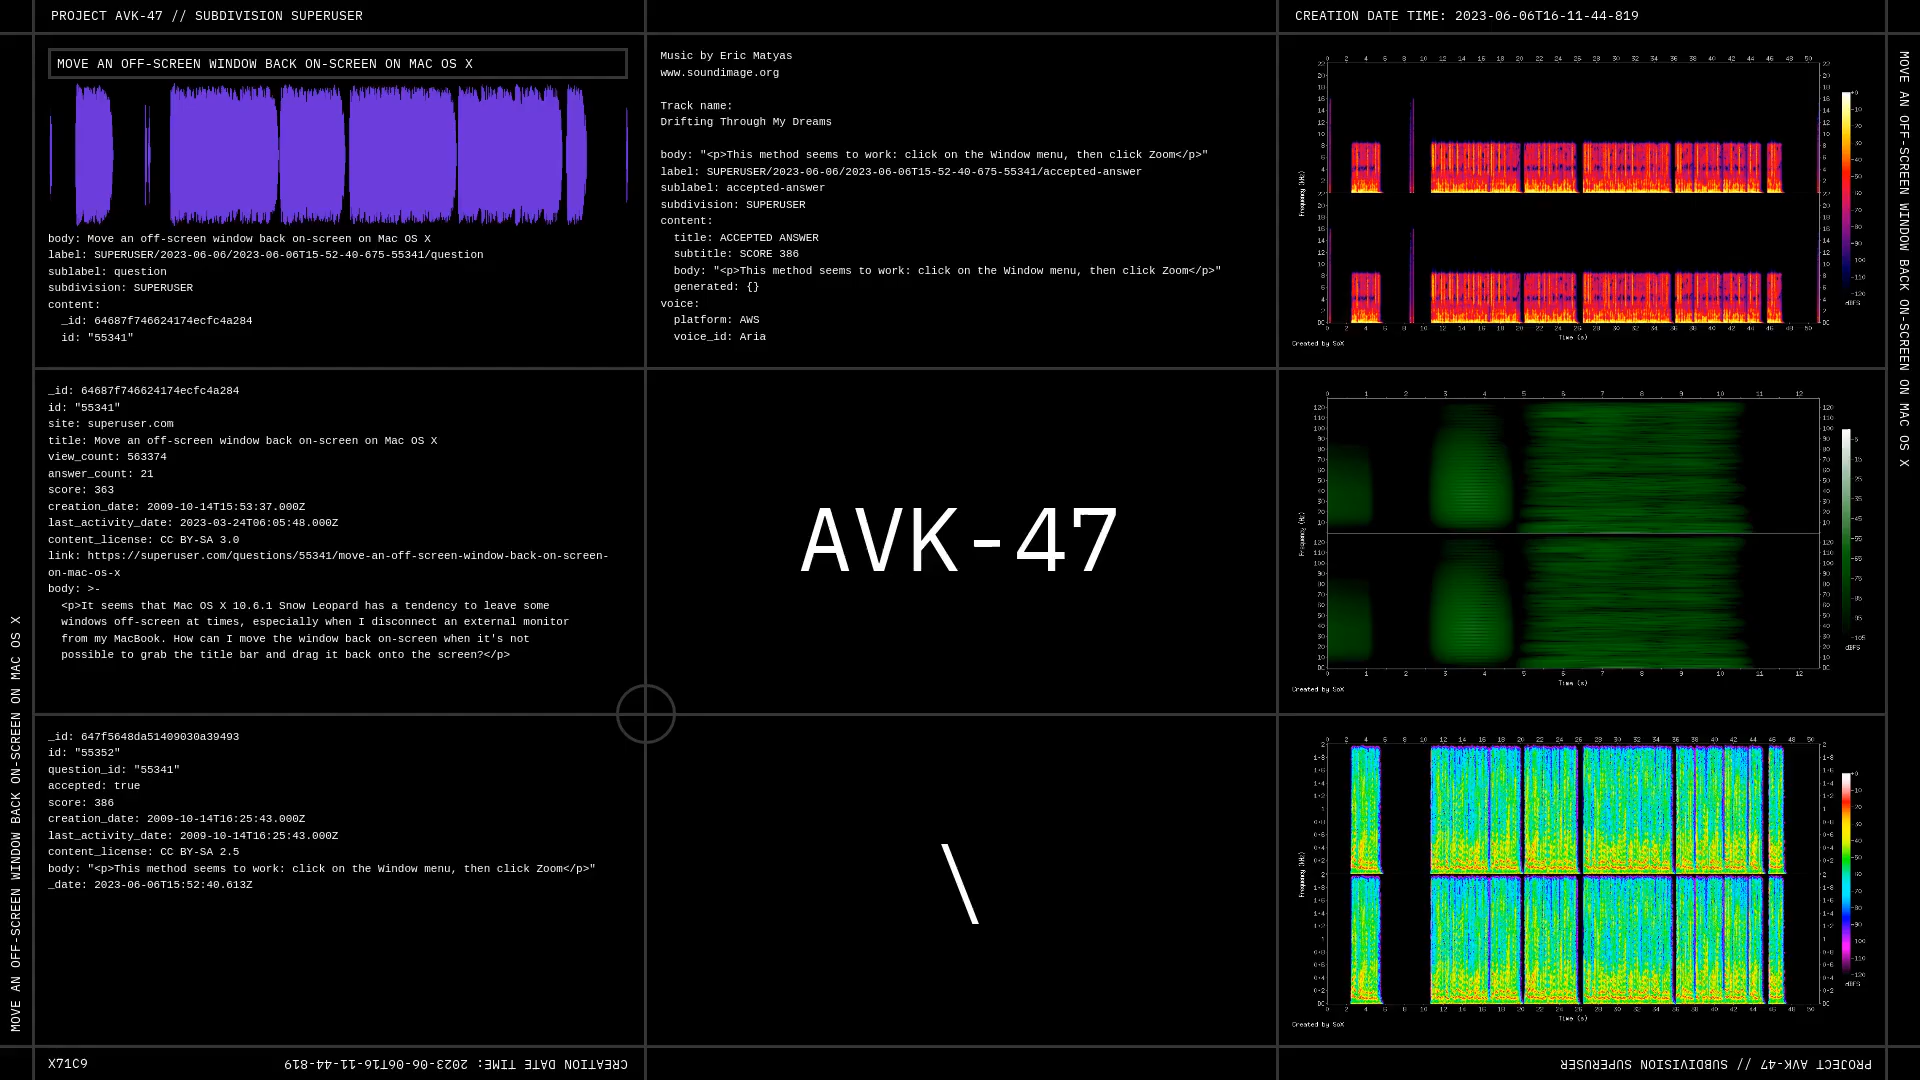 PROJECT AVK-47 // SUBDIVISION SUPERUSER
CREATION DATE TIME: 2023-06-06T16-11-44-819
MOVE AN OFF-SCREEN WINDOW BACK ON-SCREEN ON MAC OS X
body: Move an off-screen window back on-screen on Mac OS X
label: SUPERUSER/2023-06-06/2023-06-06T15-52-40-675-55341/question
sublabel: question
subdivision: SUPERUSER
content:
_id: 64687f746624174ecfc4a284
id: "55341"
Music by Eric Matyas
www.soundimage.org
Track name:
Drifting Through My Dreams
body: "<p>This method seems to work: click on the Window menu, then click Zoom</p>"
label: SUPERUSER/2023-06-06/2023-06-06T15-52-40-675-55341/accepted-answer
sublabel: accepted-answer
subdivision: SUPERUSER
content:
title: ACCEPTED ANSWER
subtitle: SCORE 386
body: "<p>This method seems to work: click on the Window menu, then click Zoom</p>"
generated: {}
voice:
platform: AWS
voice_id: Aria
Frequency (kHz)
Time (s)
dBFS
Created by SoX
_id: 64687f746624174ecfc4a284
id: "55341"
site: superuser.com
title: Move an off-screen window back on-screen on Mac OS X
view_count: 563374
answer_count: 21
score: 363
creation_date: 2009-10-14T15:53:37.000Z
last_activity_date: 2023-03-24T06:05:48.000Z
content_license: CC BY-SA 3.0
link: https://superuser.com/questions/55341/move-an-off-screen-window-back-on-screen-
on-mac-os-x
body: >-
<p>It seems that Mac OS X 10.6.1 Snow Leopard has a tendency to leave some
windows off-screen at times, especially when I disconnect an external monitor
from my MacBook. How can I move the window back on-screen when it's not
possible to grab the title bar and drag it back onto the screen?</p>
AVK-47
Frequency (Hz)
Time (s)
dBFS
Created by SoX
_id: 647f5648da51409030a39493
id: "55352"
question_id: "55341"
accepted: true
score: 386
creation_date: 2009-10-14T16:25:43.000Z
last_activity_date: 2009-10-14T16:25:43.000Z
content_license: CC BY-SA 2.5
body: "<p>This method seems to work: click on the Window menu, then click Zoom</p>"
_date: 2023-06-06T15:52:40.613Z
\
Frequency (kHz)
Time (s)
dBFS
Created by SoX
MOVE AN OFF-SCREEN WINDOW BACK ON-SCREEN ON MAC OS X
MOVE AN OFF-SCREEN WINDOW BACK ON-SCREEN ON MAC OS X
X71C9
CREATION DATE TIME: 2023-06-06T16-11-44-819
PROJECT AVK-47 // SUBDIVISION SUPERUSER